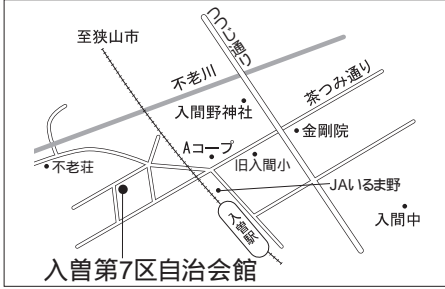 至狭山市
つつじ通り
不老川
茶つみ通り
入間野神社
金剛院
Aコープ
旧入間小
不老荘
JAいるま野
入間中
入曽駅
入曽第7区自治会館